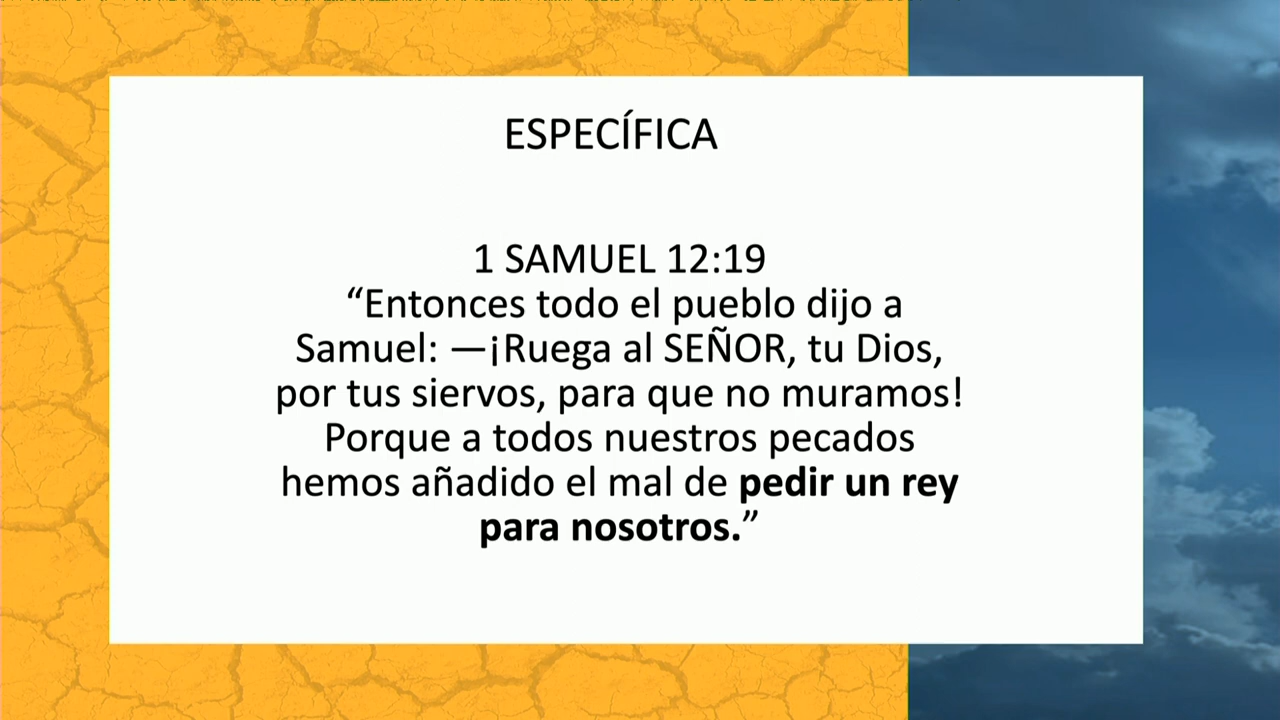 ESPECÍFICA
1 SAMUEL 12:19
“Entonces todo el pueblo dijo a
Samuel: —¡Ruega al SEÑOR, tu Dios,
por tus siervos, para que no muramos!
Porque a todos nuestros pecados
hemos añadido el mal de pedir un rey
para nosotros.”